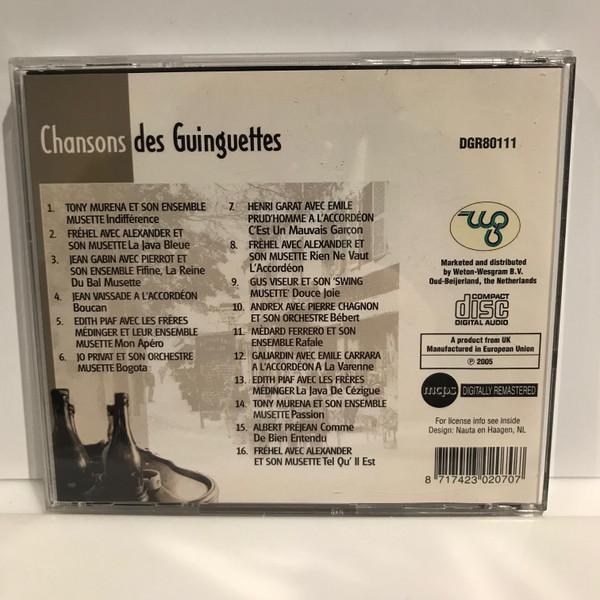 Chansons des Guinguettes
DGR80111
1. TONY MURENA ET SON ENSEMBLE
MUSETTE Indifférence
2. FRÉHEL AVEC ALEXANDER ET
SON MUSETTE La Java Bleue
3. JEAN GABIN AVEC PIERROT ET
SON ENSEMBLE Fifine, La Reine
Du Bal Musette
4. JEAN VAISSADE A L'ACCORDÉON
Boucan
5. EDITH PIAF AVEC LES FRÈRES
MÉDINGER ET LEUR ENSEMBLE
MUSETTE Mon Apéro
6. JO PRIVAT ET SON ORCHESTRE
MUSETTE Bogota
7. HENRI GARAT AVEC EMILE
PRUD'HOMME A L'ACCORDÉON
C'Est Un Mauvais Garcon
8. FRÉHEL AVEC ALEXANDER ET
SON MUSETTE Rien Ne Vaut
L'Accordéon
9. GUS VISEUR ET SON 'SWING
MUSETTE' Douce Joie
10. ANDREX AVEC PIERRE CHAGNON
ET SON ORCHESTRE Bébert
11. MÉDARD FERRERO ET SON
ENSEMBLE Rafale
12. GALIARDIN AVEC EMILE CARRARA
A L'ACCORDÉON A La Varenne
13. EDITH PIAF AVEC LES FRÈRES
MÉDINGER La Java De Cézigue
14. TONY MURENA ET SON ENSEMBLE
MUSETTE Passion
15. ALBERT PRÉJEAN Comme
De Bien Entendu
16. FRÉHEL AVEC ALEXANDER
ET SON MUSETTE Tel Qu' Il Est
wg
Marketed and distributed
by Weton-Wesgram B.V.
Oud-Beijerland, the Netherlands
COMPACT
disc
DIGITAL AUDIO
A product from UK
Manufactured in European Union
℗ 2005
mcps DIGITALLY REMASTERED
For license info see inside
Design: Nauta en Haagen, NL
8 717423 020707